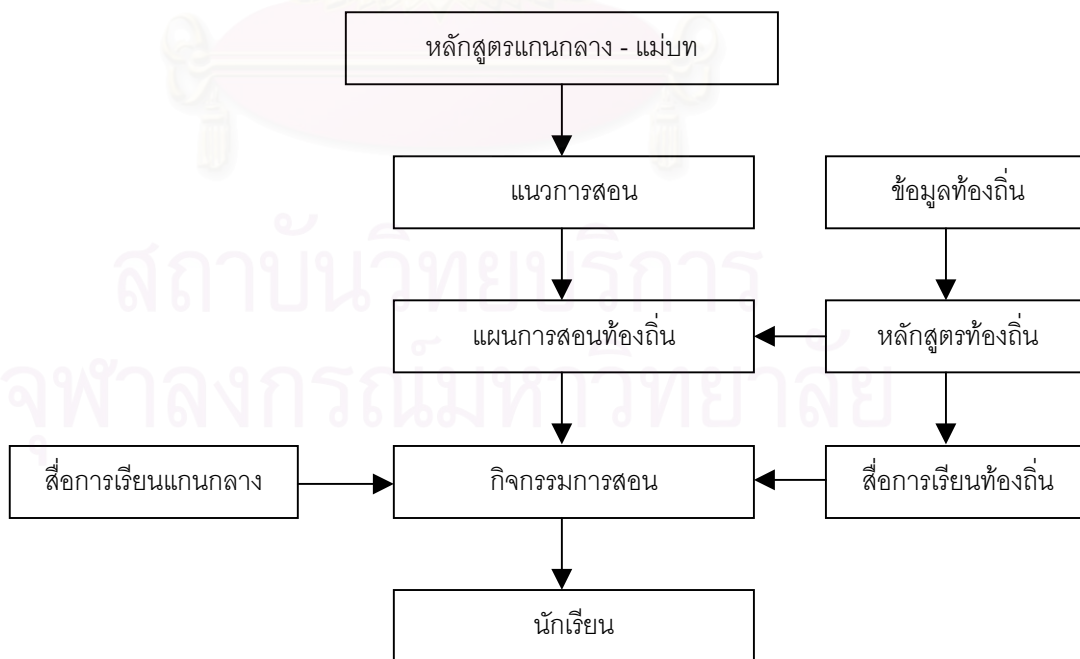 หลักสูตรแกนกลาง - แม่บท
แนวการสอน
ข้อมูลท้องถิ่น
แผนการสอนท้องถิ่น
หลักสูตรท้องถิ่น
สื่อการเรียนแกนกลาง
กิจกรรมการสอน
สื่อการเรียนท้องถิ่น
นักเรียน
สถาบันวิทยบริการ
จุฬาลงกรณ์มหาวิทยาลัย